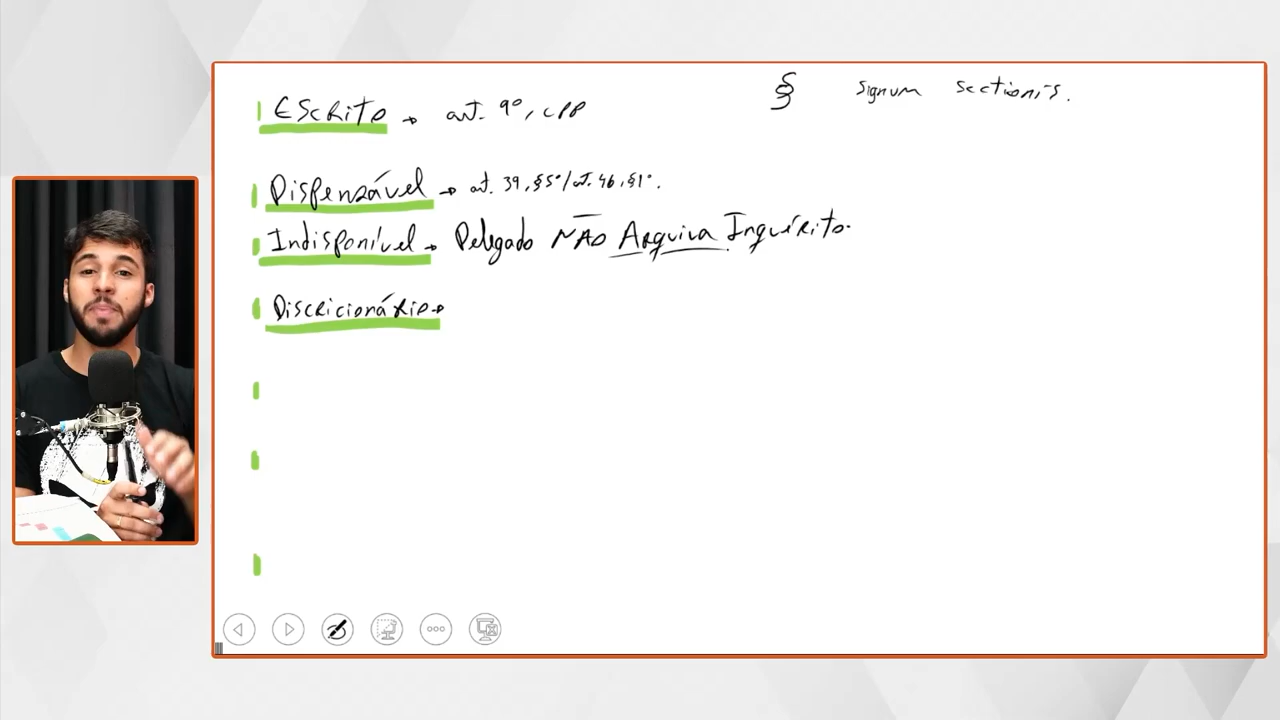 § signum sectionis.
Escrito → art. 9º, CPP
Dispensável → art. 39, §5º/art. 46, §1º.
Indisponível → Delegado NÃO Arquiva Inquérito.
Discricionário →